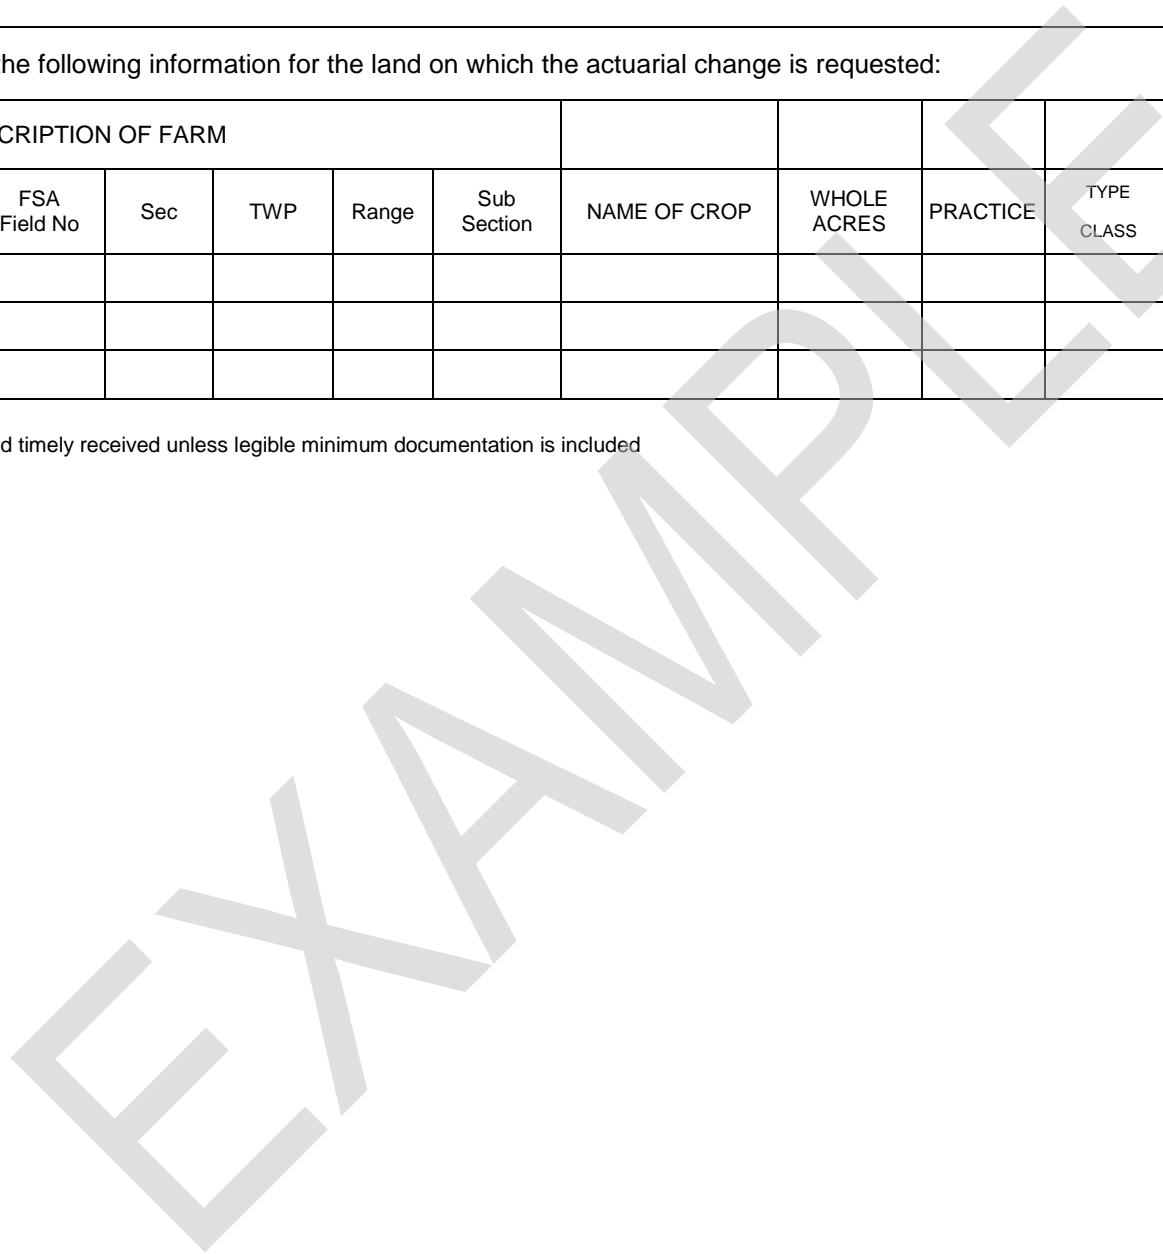 he following information for the land on which the actuarial change is requested:
CRIPTION OF FARM
FSA Field No Sec TWP Range Sub Section NAME OF CROP WHOLE ACRES PRACTICE TYPE CLASS
d timely received unless legible minimum documentation is included
EXAMPLE